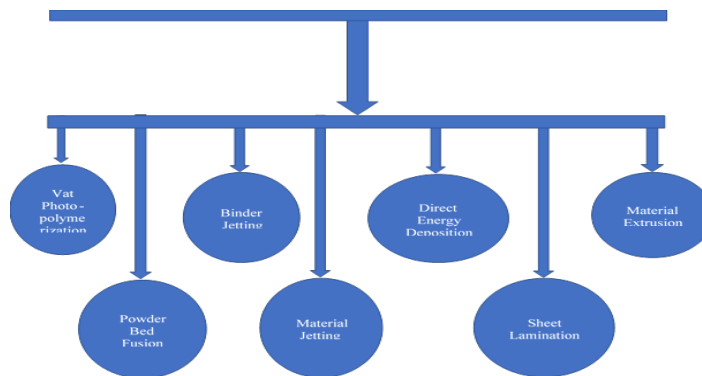 Vat
Photo-
polyme
rization
Binder
Jetting
Direct
Energy
Deposition
Material
Extrusion
Powder
Bed
Fusion
Material
Jetting
Sheet
Lamination